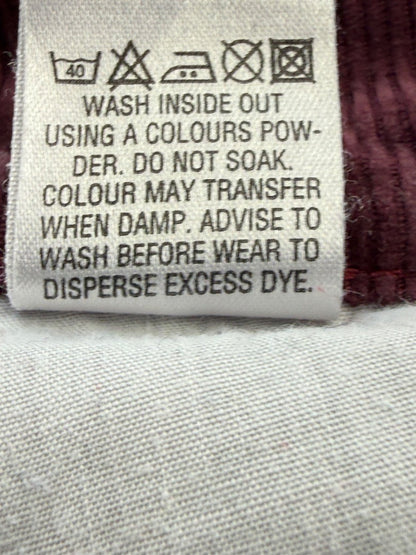 40
WASH INSIDE OUT
USING A COLOURS POW-
DER. DO NOT SOAK.
COLOUR MAY TRANSFER
WHEN DAMP. ADVISE TO
WASH BEFORE WEAR TO
DISPERSE EXCESS DYE.